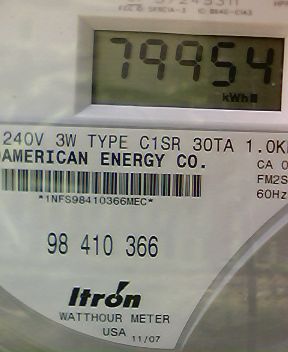 79954
kWh
240V 3W TYPE C1SR 30TA 1.0K
AMERICAN ENERGY CO.
CA 0
FM2S
60Hz
*1NFS98410366MEC*
98 410 366
Itrón
WATTHOUR METER
USA 11/07